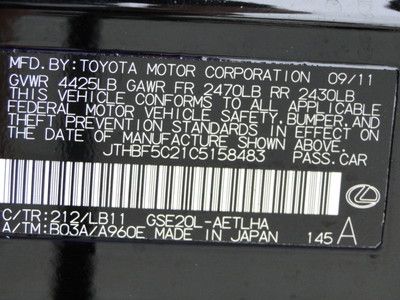 MFD.BY:TOYOTA MOTOR CORPORATION 09/11
GVWR 4425LB GAWR FR 2470LB RR 2430LB
THIS VEHICLE CONFORMS TO ALL APPLICABLE
FEDERAL MOTOR VEHICLE SAFETY, BUMPER, AND
THEFT PREVENTION STANDARDS IN EFFECT ON THE
DATE OF MANUFACTURE SHOWN ABOVE.
JTHBF5C21C5158483 PASS.CAR
C/TR:212/LB11 GSE20L-AETLHA
A/TM:B03A/A960E MADE IN JAPAN 145 A